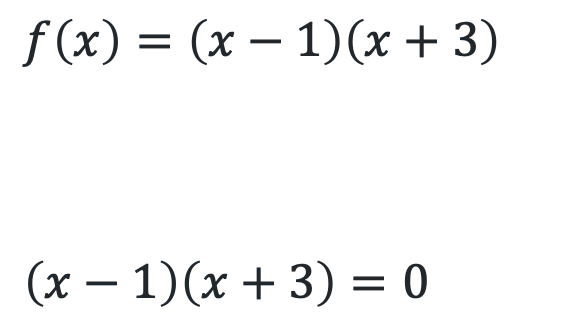 f(x) = (x − 1)(x + 3)
(x − 1)(x + 3) = 0